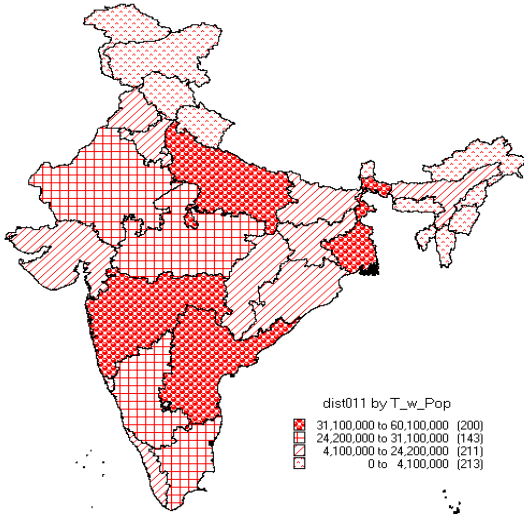 dist011 by T_w_Pop
31,100,000 to 60,100,000 (200)
24,200,000 to 31,100,000 (143)
4,100,000 to 24,200,000 (211)
0 to 4,100,000 (213)